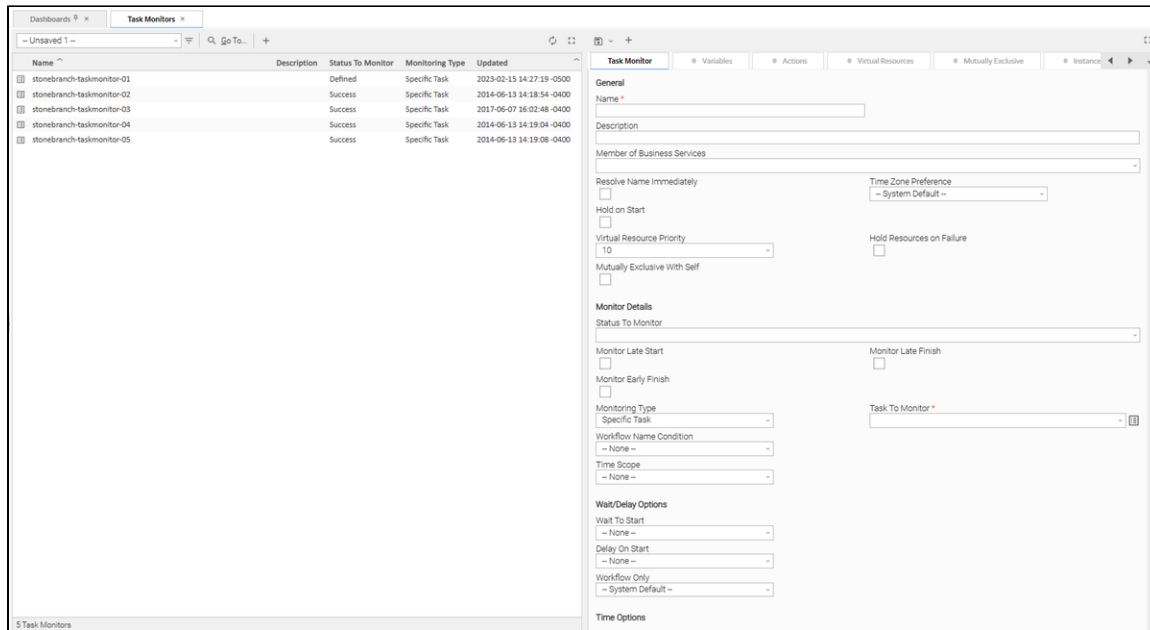 Dashboards ×
Task Monitors ×
-- Unsaved 1 --
Go To...
Name Description Status To Monitor Monitoring Type Updated
stonebranch-taskmonitor-01 Defined Specific Task 2023-02-15 14:27:19 -0500
stonebranch-taskmonitor-02 Success Specific Task 2014-06-13 14:18:54 -0400
stonebranch-taskmonitor-03 Success Specific Task 2017-06-07 16:02:48 -0400
stonebranch-taskmonitor-04 Success Specific Task 2014-06-13 14:19:04 -0400
stonebranch-taskmonitor-05 Success Specific Task 2014-06-13 14:19:08 -0400
5 Task Monitors
Task Monitor
Variables
Actions
Virtual Resources
Mutually Exclusive
Instance
General
Name *
Description
Member of Business Services
Resolve Name Immediately
Time Zone Preference
-- System Default --
Hold on Start
Virtual Resource Priority
10
Hold Resources on Failure
Mutually Exclusive With Self
Monitor Details
Status To Monitor
Monitor Late Start
Monitor Late Finish
Monitor Early Finish
Monitoring Type
Specific Task
Task To Monitor *
Workflow Name Condition
-- None --
Time Scope
-- None --
Wait/Delay Options
Wait To Start
-- None --
Delay On Start
-- None --
Workflow Only
-- System Default --
Time Options